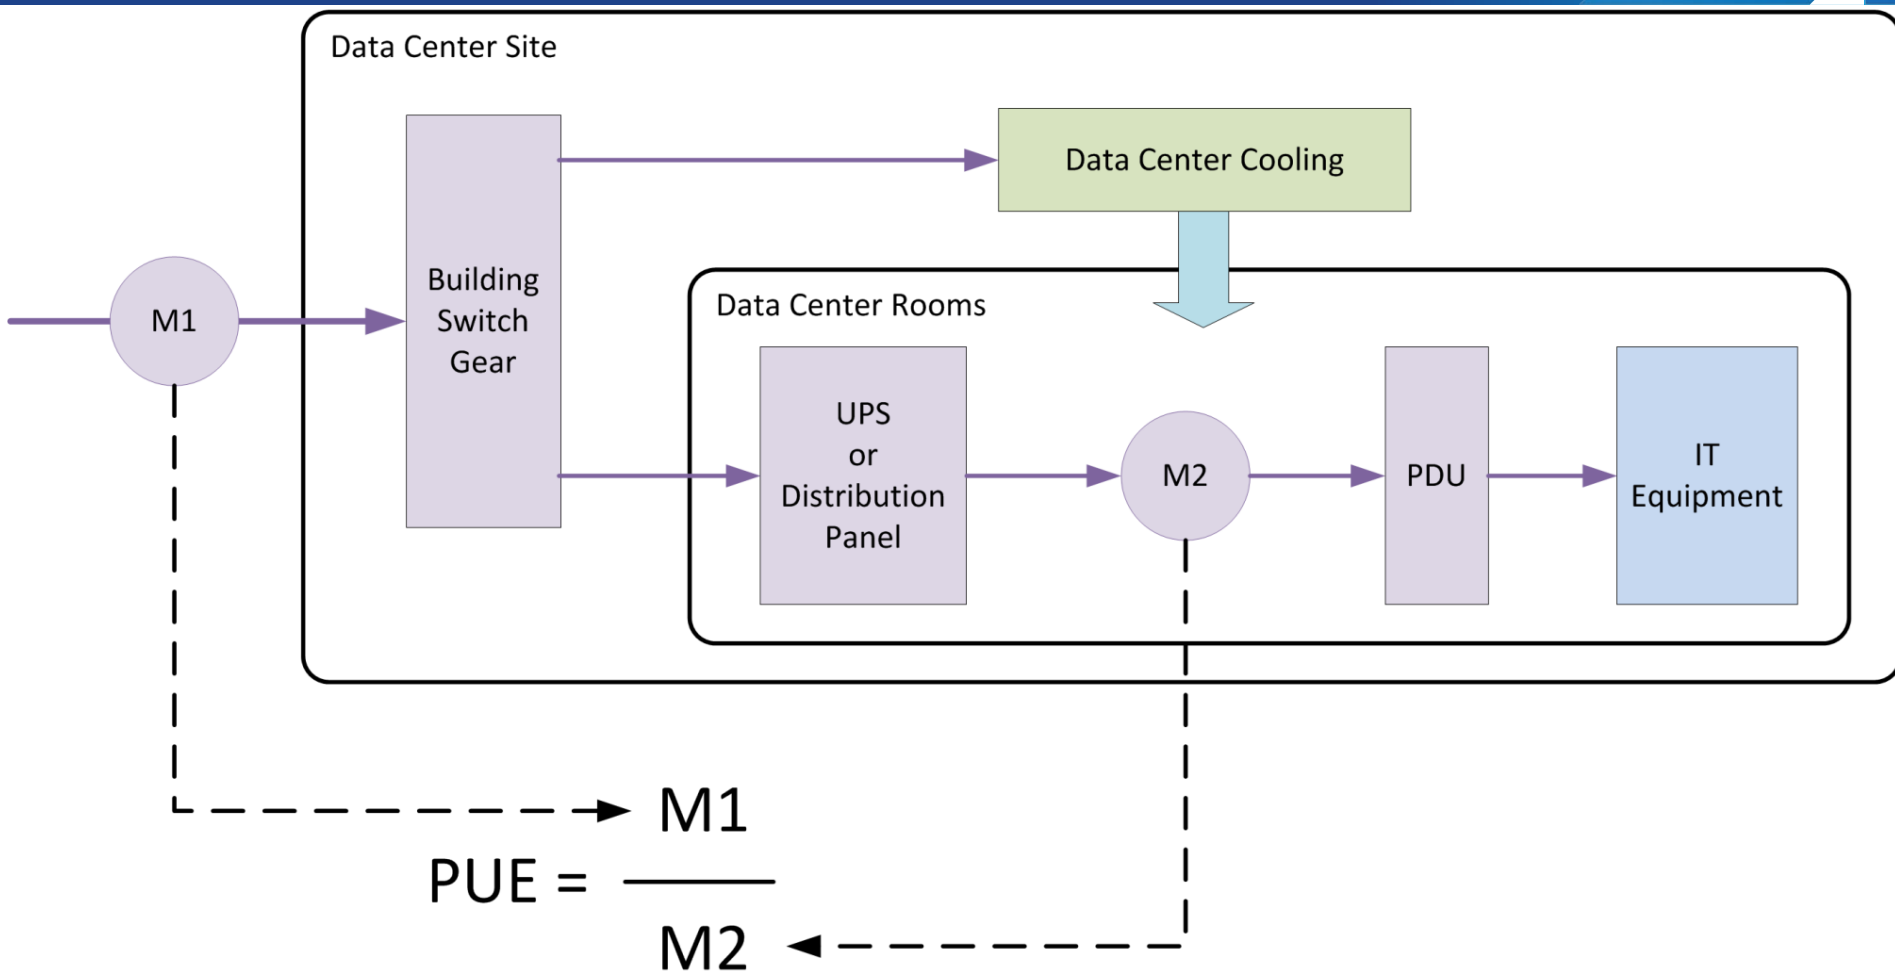 Data Center Site
Data Center Cooling
Building
Switch
Gear
M1
Data Center Rooms
UPS
or
Distribution
Panel
M2
PDU
IT
Equipment
M1
PUE =
M2